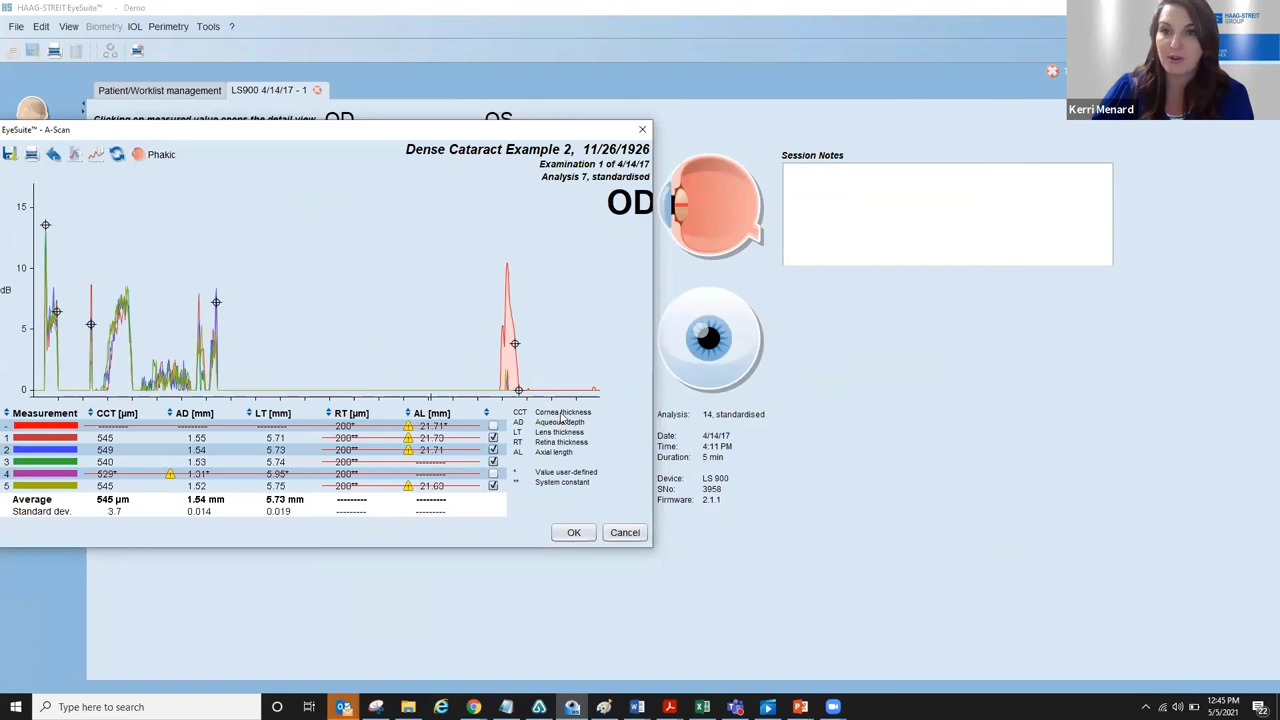 HAAG-STREIT EyeSuite™ - Demo
File Edit View Biometry IOL Perimetry Tools ?
HAAG-STREIT
GROUP
Kerri Menard
Patient/Worklist management LS900 4/14/17 - 1
Clicking on measured value opens the detail view OD OS
EyeSuite™ - A-Scan
Phakic
Dense Cataract Example 2, 11/26/1926
Examination 1 of 4/14/17
Analysis 7, standardised
OD
Session Notes
15
10
dB
5
0
Measurement CCT [µm] AD [mm] LT [mm] RT [µm] AL [mm]
- --------- --------- --------- 200* 21.71*
1 545 1.55 5.71 200** 21.73
2 549 1.54 5.73 200** 21.71
3 540 1.53 5.74 200** ---------
4 529* 1.31* 5.95* 200** ---------
5 545 1.52 5.75 200** 21.63
Average 545 µm 1.54 mm 5.73 mm --------- ---------
Standard dev. 3.7 0.014 0.019 --------- ---------
CCT Cornea thickness
AD Aqueous depth
LT Lens thickness
RT Retina thickness
AL Axial length
* Value user-defined
** System constant
OK Cancel
Analysis: 14, standardised
Date: 4/14/17
Time: 4:11 PM
Duration: 5 min
Device: LS 900
SNo: 3958
Firmware: 2.1.1
Type here to search
12:45 PM
5/5/2021
22